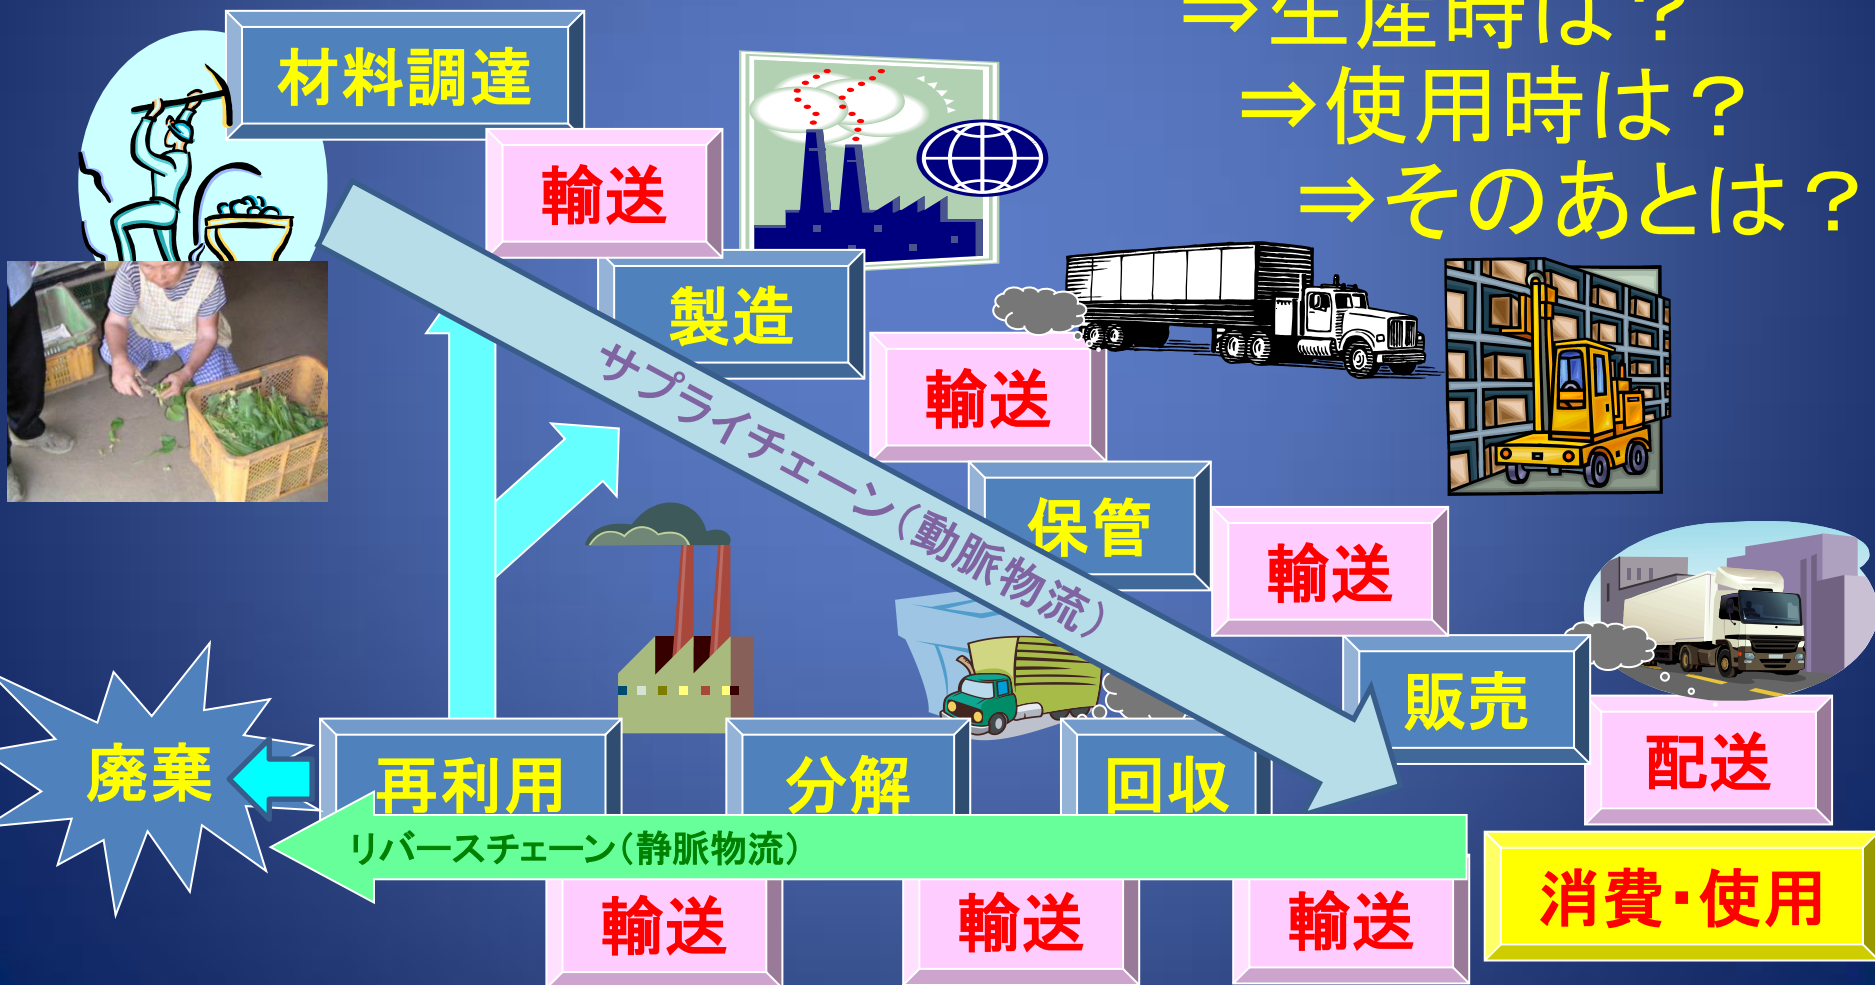 ⇒生産時は？
⇒使用時は？
⇒そのあとは？
材料調達
輸送
製造
輸送
サプライチェーン（動脈物流）
保管
輸送
販売
配送
消費・使用
回収
分解
再利用
廃棄
リバースチェーン（静脈物流）
輸送
輸送
輸送